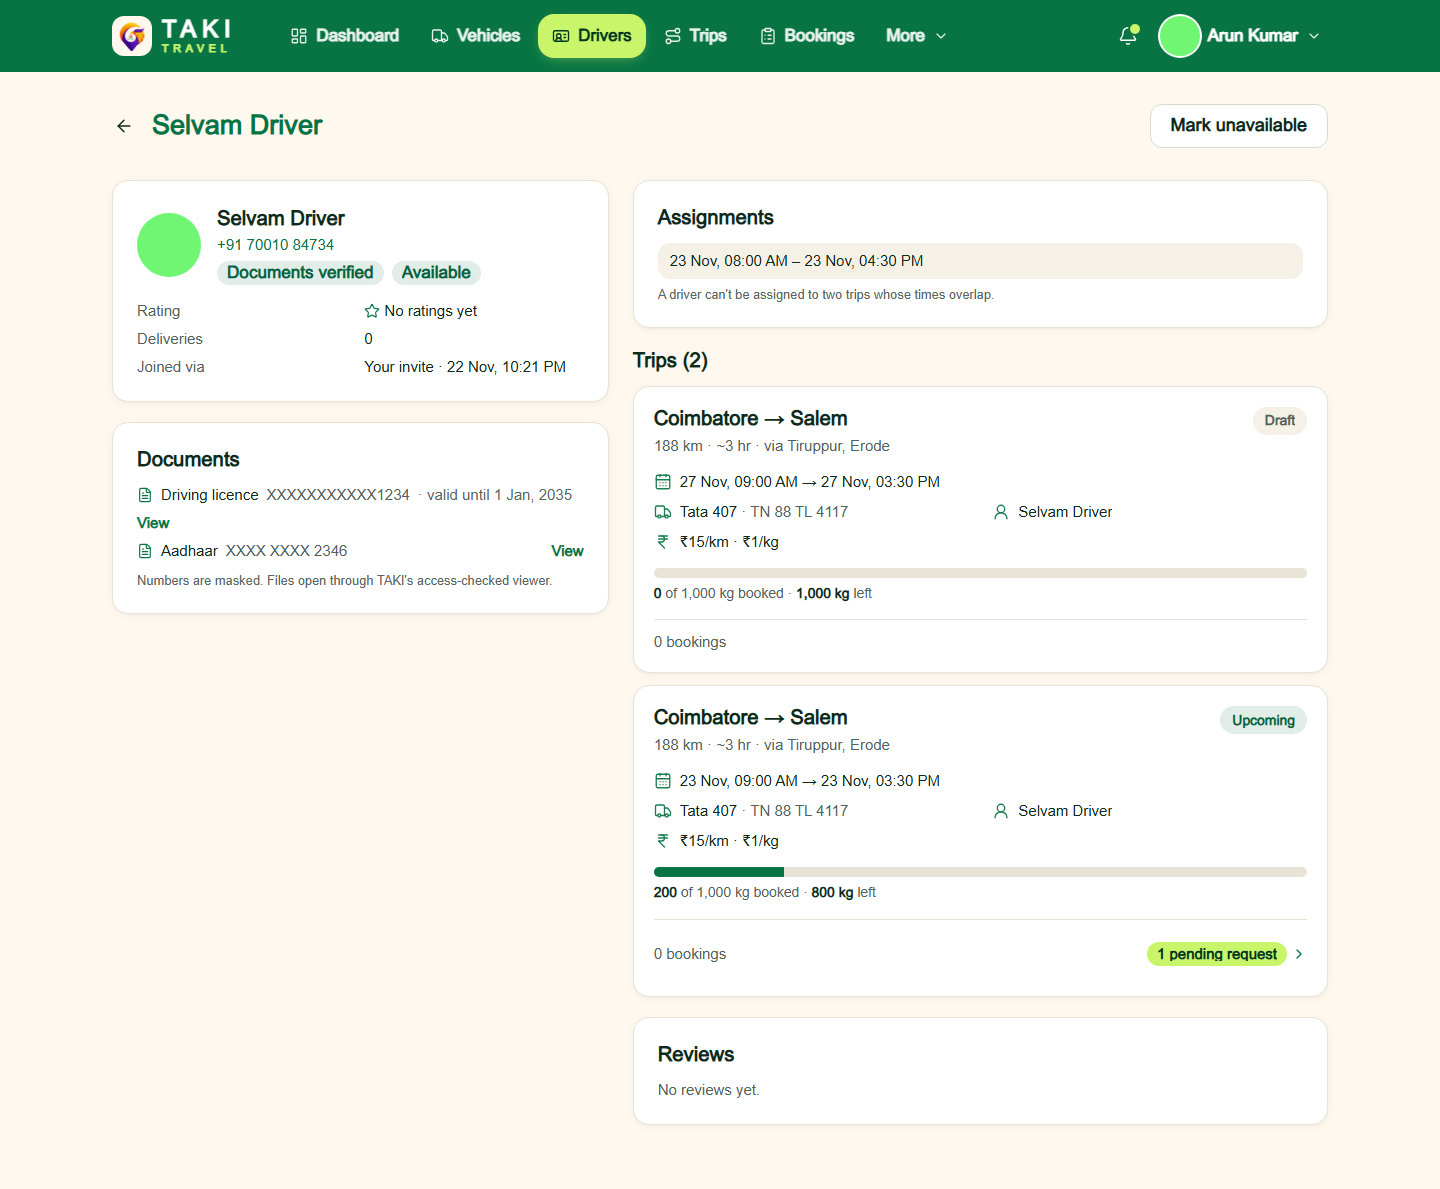 TAKI
TRAVEL
Dashboard
Vehicles
Drivers
Trips
Bookings
More
Arun Kumar
Selvam Driver
Mark unavailable
Selvam Driver
+91 70010 84734
Documents verified
Available
Rating
No ratings yet
Deliveries
0
Joined via
Your invite · 22 Nov, 10:21 PM
Documents
Driving licence XXXXXXXXXXX1234 · valid until 1 Jan, 2035
View
Aadhaar XXXX XXXX 2346
View
Numbers are masked. Files open through TAKI's access-checked viewer.
Assignments
23 Nov, 08:00 AM – 23 Nov, 04:30 PM
A driver can't be assigned to two trips whose times overlap.
Trips (2)
Coimbatore → Salem
Draft
188 km · ~3 hr · via Tiruppur, Erode
27 Nov, 09:00 AM → 27 Nov, 03:30 PM
Tata 407 · TN 88 TL 4117
Selvam Driver
₹15/km · ₹1/kg
0 of 1,000 kg booked · 1,000 kg left
0 bookings
Coimbatore → Salem
Upcoming
188 km · ~3 hr · via Tiruppur, Erode
23 Nov, 09:00 AM → 23 Nov, 03:30 PM
Tata 407 · TN 88 TL 4117
Selvam Driver
₹15/km · ₹1/kg
200 of 1,000 kg booked · 800 kg left
0 bookings
1 pending request
Reviews
No reviews yet.